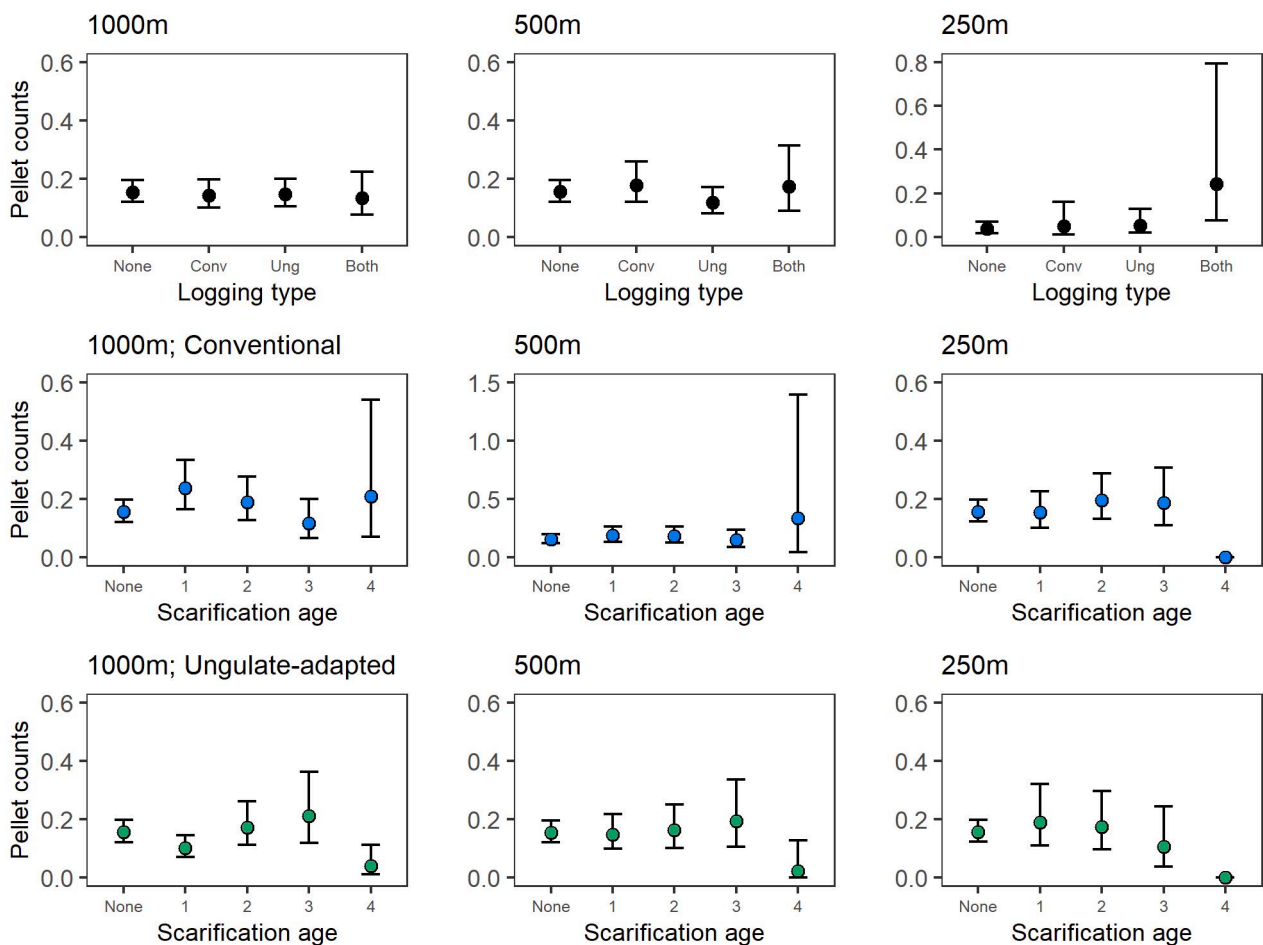 1000m
500m
250m
Pellet counts
0.6
0.4
0.2
0.0
None Conv Ung Both
Logging type
0.6
0.4
0.2
0.0
None Conv Ung Both
Logging type
0.8
0.6
0.4
0.2
0.0
None Conv Ung Both
Logging type
1000m; Conventional
500m
250m
Pellet counts
0.6
0.4
0.2
0.0
None 1 2 3 4
Scarification age
1.5
1.0
0.5
0.0
None 1 2 3 4
Scarification age
0.6
0.4
0.2
0.0
None 1 2 3 4
Scarification age
1000m; Ungulate-adapted
500m
250m
Pellet counts
0.6
0.4
0.2
0.0
None 1 2 3 4
Scarification age
0.6
0.4
0.2
0.0
None 1 2 3 4
Scarification age
0.6
0.4
0.2
0.0
None 1 2 3 4
Scarification age